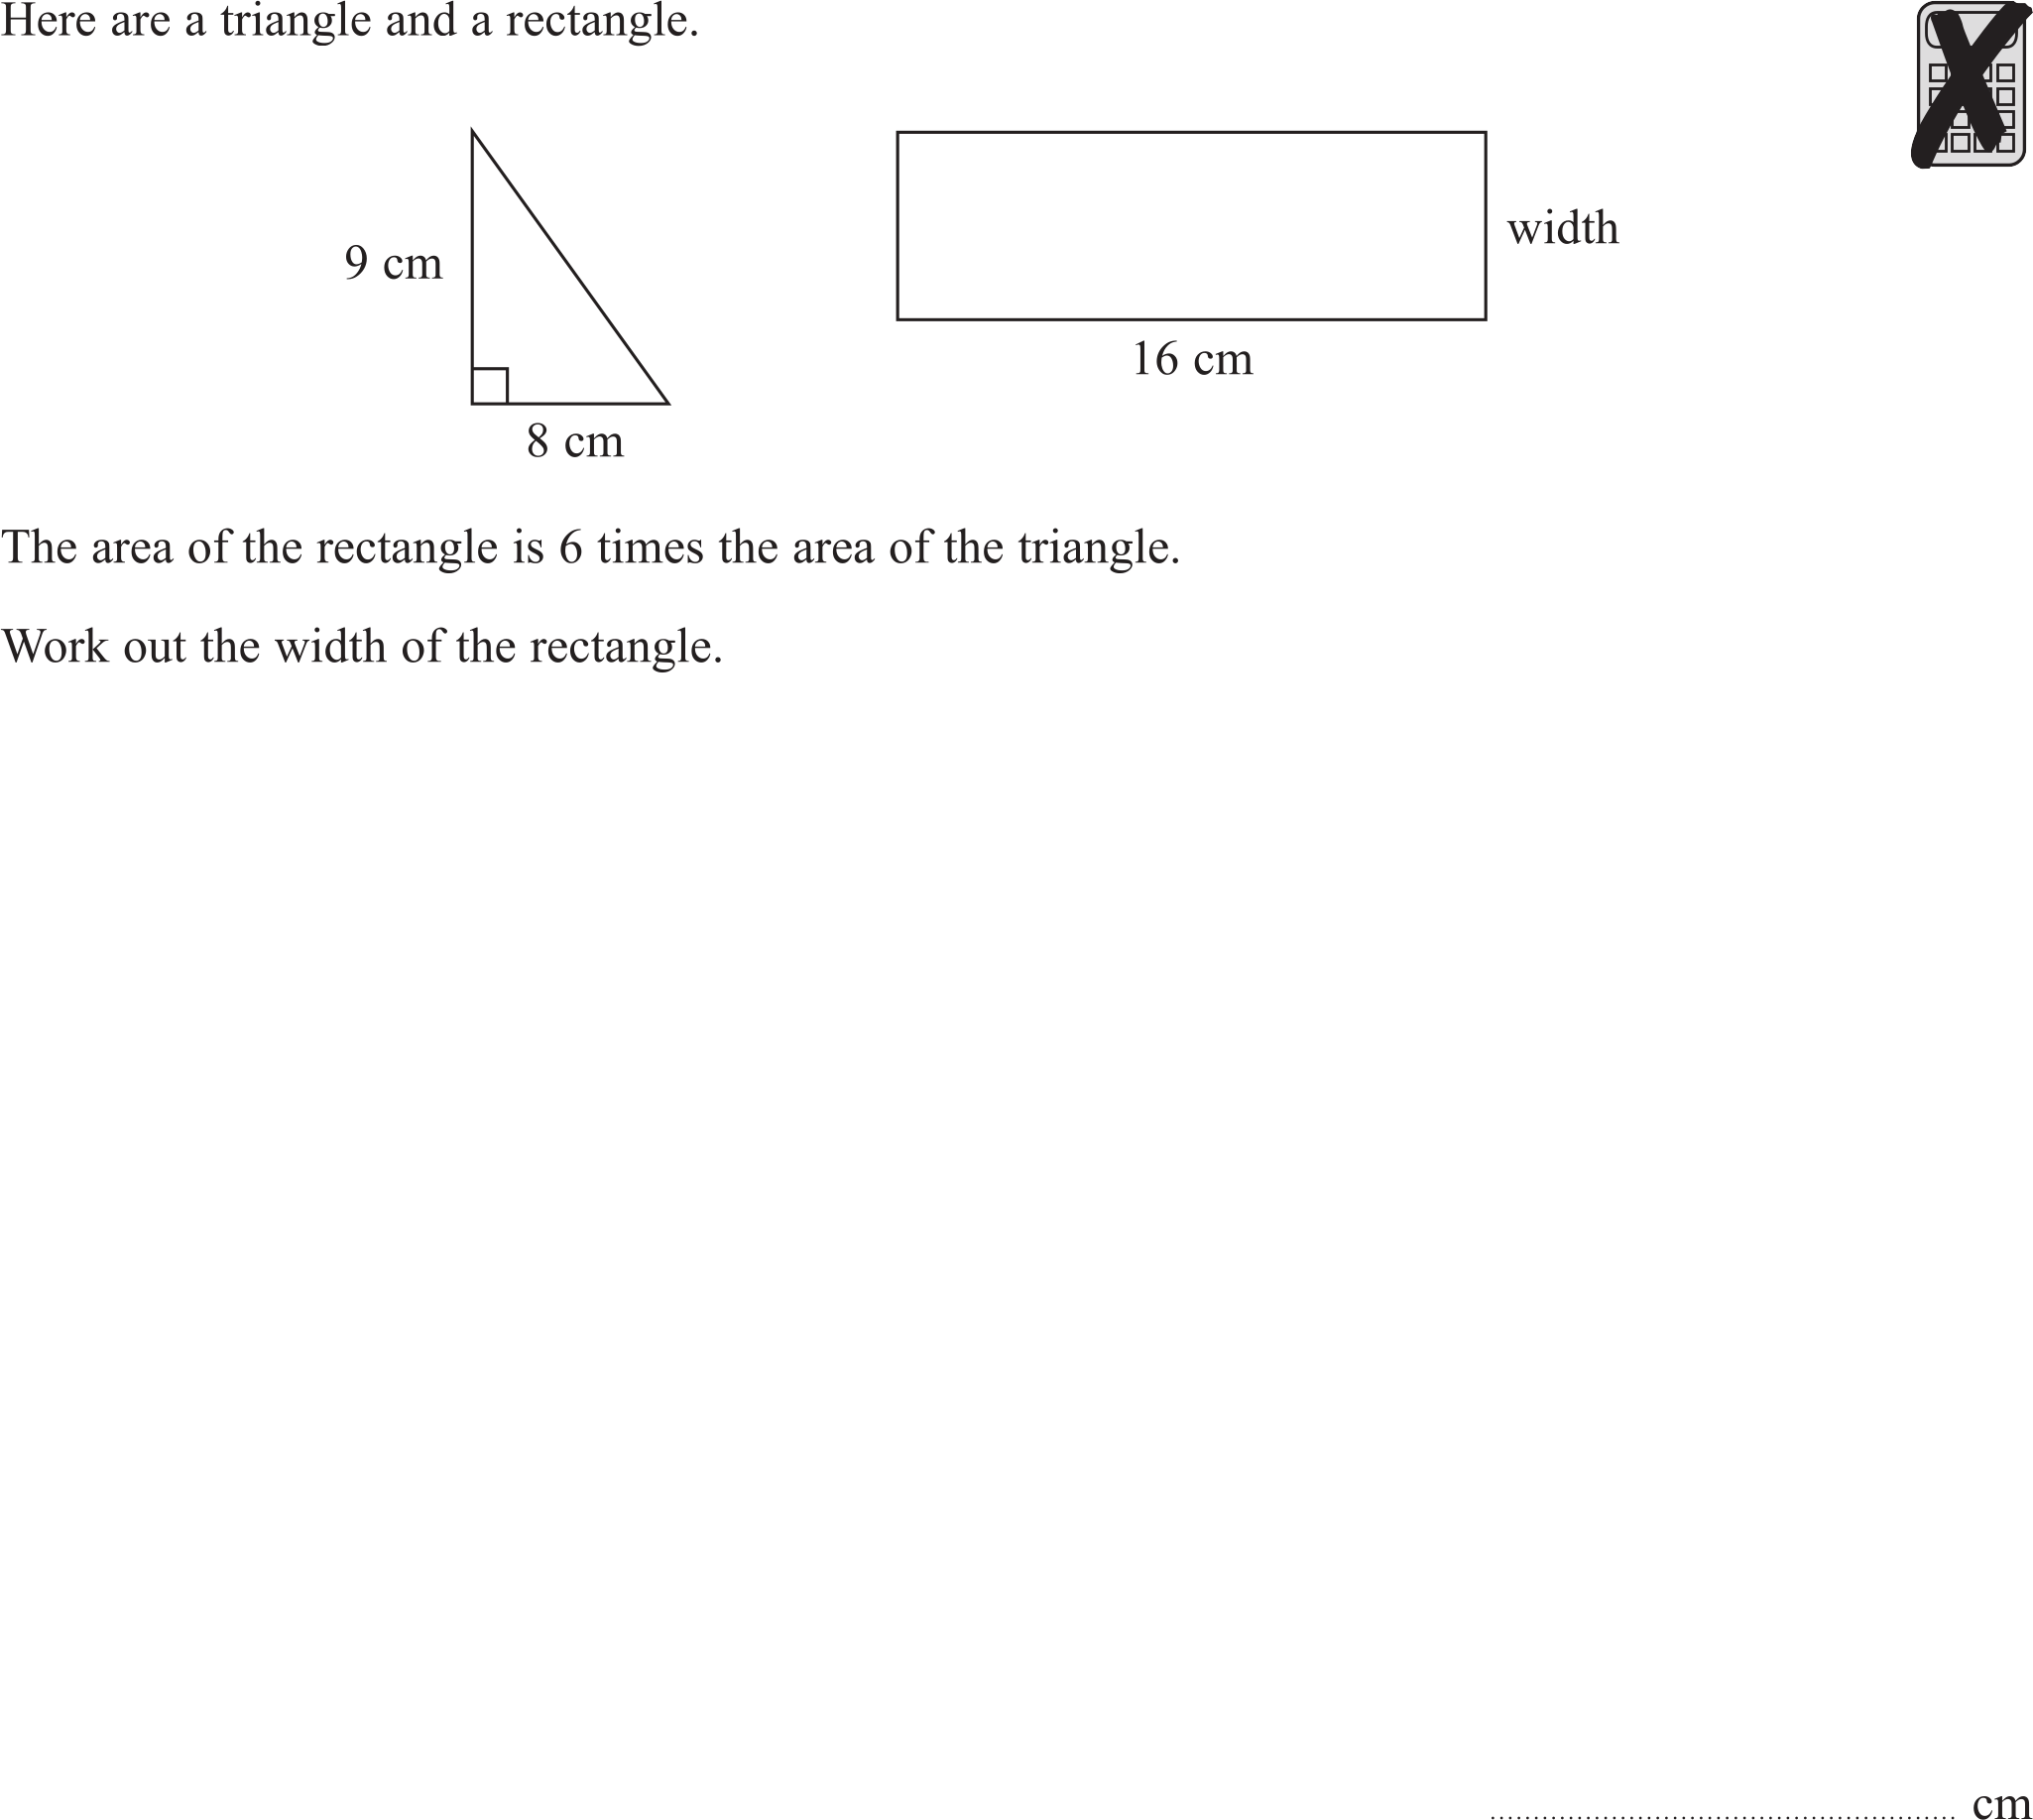 Here are a triangle and a rectangle.
9 cm
width
16 cm
8 cm
The area of the rectangle is 6 times the area of the triangle.
Work out the width of the rectangle.
.................................................... cm